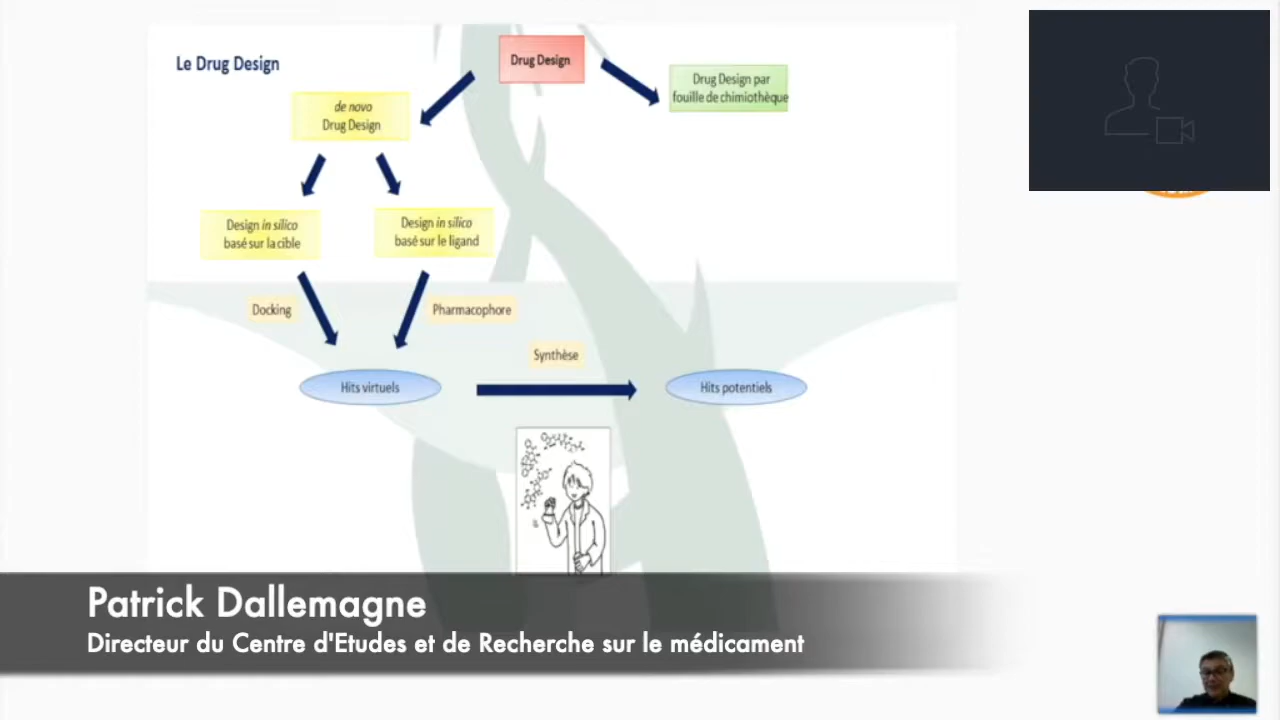 Le Drug Design
Drug Design
Drug Design par
fouille de chimiothèque
de novo
Drug Design
Design in silico
basé sur la cible
Design in silico
basé sur le ligand
Docking
Pharmacophore
Synthèse
Hits virtuels
Hits potentiels
Patrick Dallemagne
Directeur du Centre d'Etudes et de Recherche sur le médicament